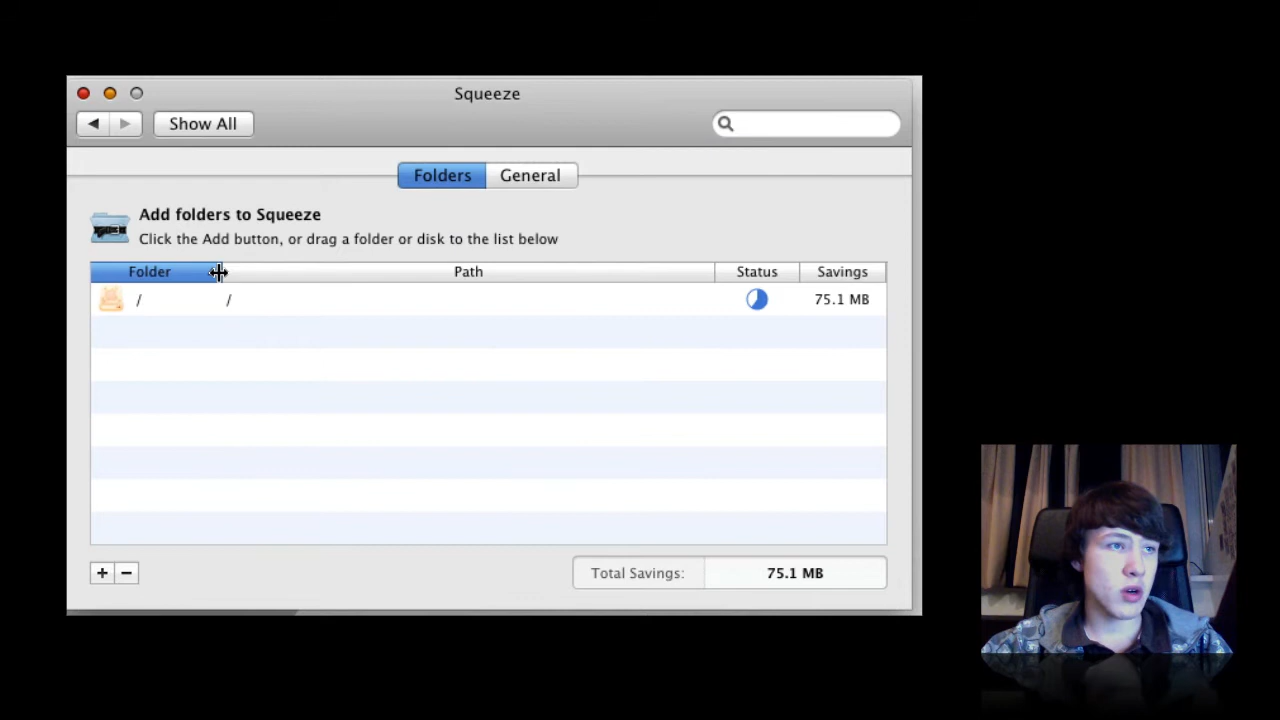 Squeeze
Show All
Folders General
Add folders to Squeeze
Click the Add button, or drag a folder or disk to the list below
Folder Path Status Savings
/ / 75.1 MB
+ −
Total Savings: 75.1 MB